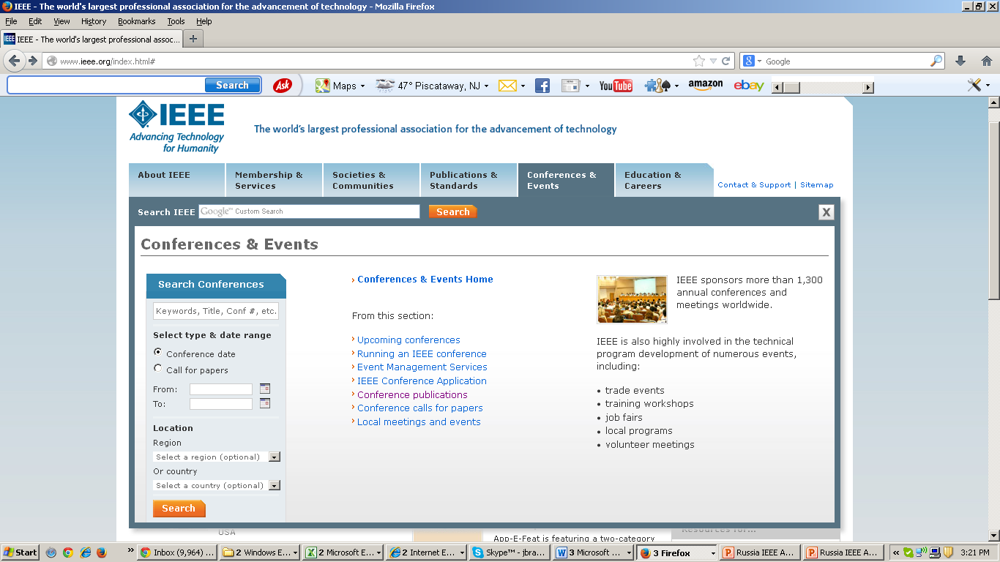 IEEE - The world's largest professional association for the advancement of technology - Mozilla Firefox
File Edit View History Bookmarks Tools Help
IEEE IEEE - The world's largest professional assoc... +
www.ieee.org/index.html# Google
Search Ask Maps 47° Piscataway, NJ YouTube amazon ebay
IEEE
Advancing Technology
for Humanity
The world's largest professional association for the advancement of technology
About IEEE
Membership &
Services
Societies &
Communities
Publications &
Standards
Conferences &
Events
Education &
Careers
Contact & Support | Sitemap
Search IEEE Google™ Custom Search Search X
Conferences & Events
Search Conferences
Keywords, Title, Conf #, etc.
Select type & date range
Conference date
Call for papers
From:
To:
Location
Region
Select a region (optional)
Or country
Select a country (optional)
Search
Conferences & Events Home
From this section:
Upcoming conferences
Running an IEEE conference
Event Management Services
IEEE Conference Application
Conference publications
Conference calls for papers
Local meetings and events
IEEE sponsors more than 1,300
annual conferences and
meetings worldwide.
IEEE is also highly involved in the technical
program development of numerous events,
including:
• trade events
• training workshops
• job fairs
• local programs
• volunteer meetings
USA
App-E-Feat is featuring a two-category
Resources for...
Start » Inbox (9,964) ... 2 Windows E... 2 Microsoft E... 2 Internet E... Skype™ - jbra... 3 Microsoft ... 3 Firefox Russia IEEE A... Russia IEEE A... « 3:21 PM